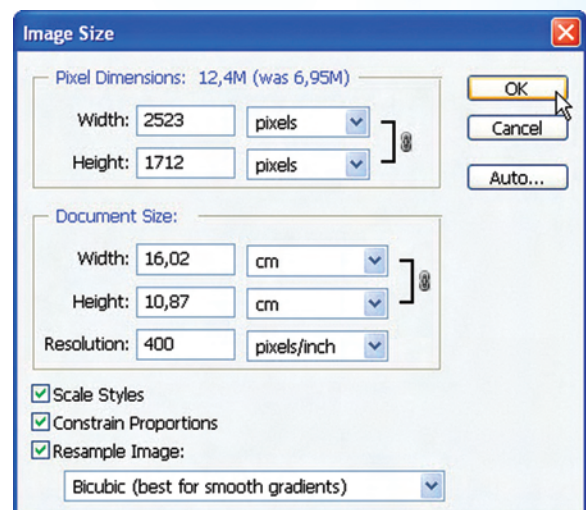 Image Size
Pixel Dimensions: 12,4M (was 6,95M)
OK
Width: 2523 pixels
Cancel
Height: 1712 pixels
Auto...
Document Size:
Width: 16,02 cm
Height: 10,87 cm
Resolution: 400 pixels/inch
Scale Styles
Constrain Proportions
Resample Image:
Bicubic (best for smooth gradients)